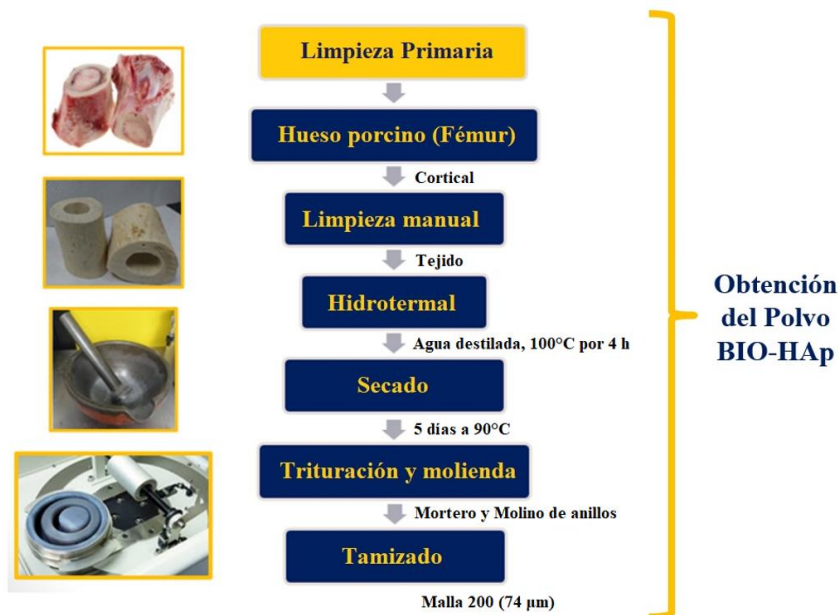 Limpieza Primaria
Hueso porcino (Fémur)
Cortical
Limpieza manual
Tejido
Hidrotermal
Agua destilada, 100°C por 4 h
Secado
5 días a 90°C
Trituración y molienda
Mortero y Molino de anillos
Tamizado
Malla 200 (74 μm)
Obtención
del Polvo
BIO-HAp